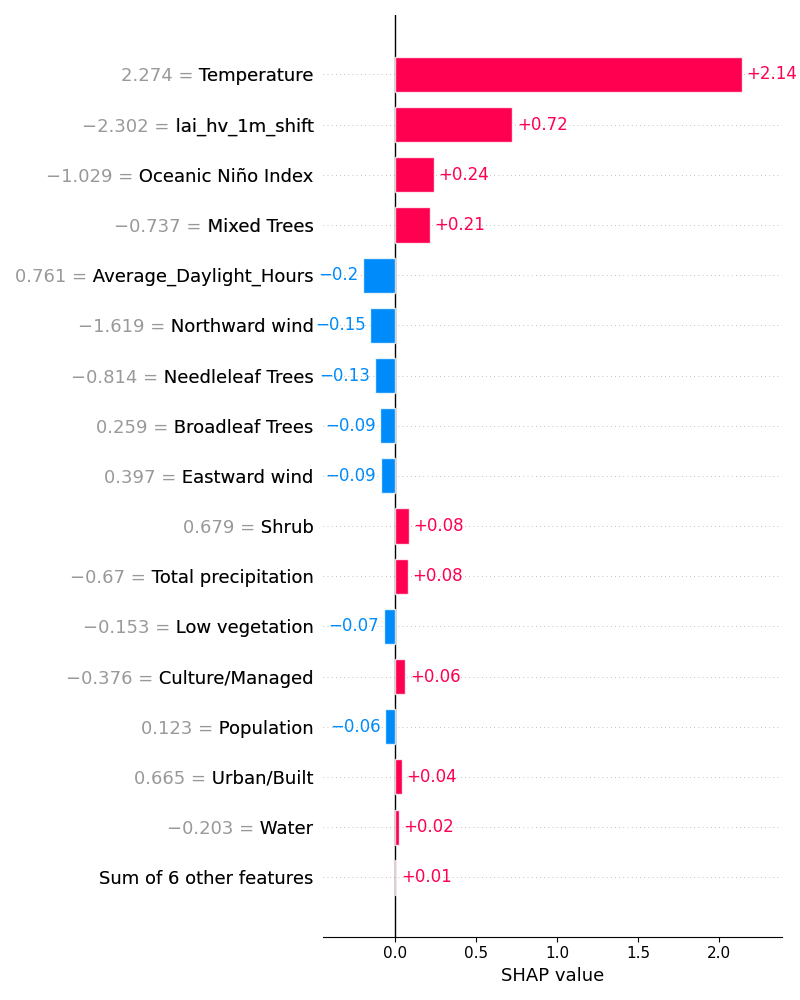 2.274 = Temperature +2.14
−2.302 = lai_hv_1m_shift +0.72
−1.029 = Oceanic Niño Index +0.24
−0.737 = Mixed Trees +0.21
0.761 = Average_Daylight_Hours −0.2
−1.619 = Northward wind −0.15
−0.814 = Needleleaf Trees −0.13
0.259 = Broadleaf Trees −0.09
0.397 = Eastward wind −0.09
0.679 = Shrub +0.08
−0.67 = Total precipitation +0.08
−0.153 = Low vegetation −0.07
−0.376 = Culture/Managed +0.06
0.123 = Population −0.06
0.665 = Urban/Built +0.04
−0.203 = Water +0.02
Sum of 6 other features +0.01
0.0 0.5 1.0 1.5 2.0
SHAP value